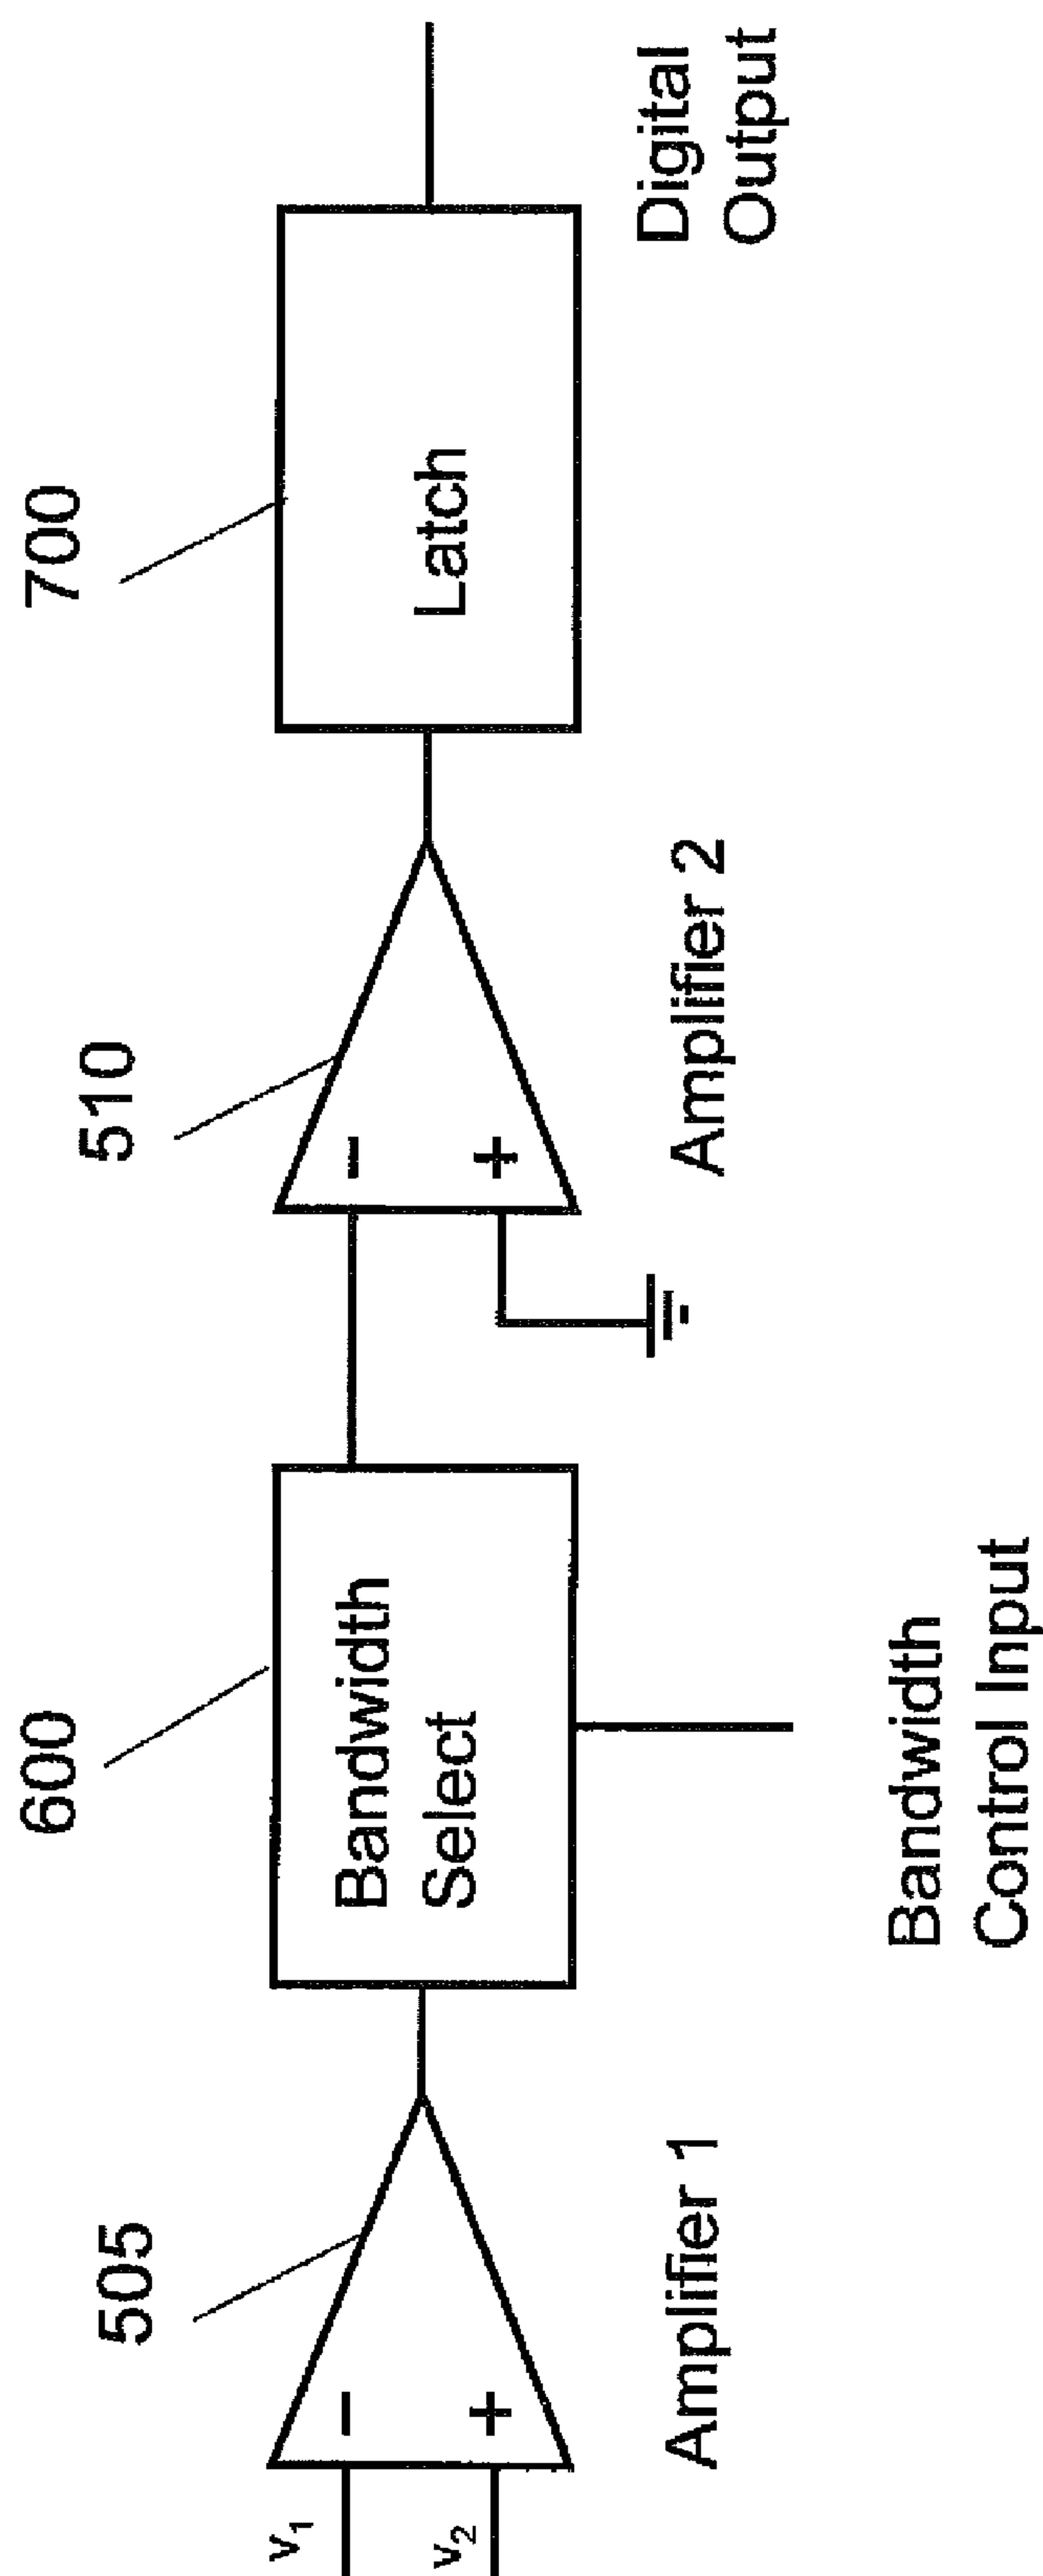 505
600
510
700
v1
v2
−
+
Bandwidth
Select
−
+
Latch
Amplifier 1
Bandwidth
Control Input
Amplifier 2
Digital
Output